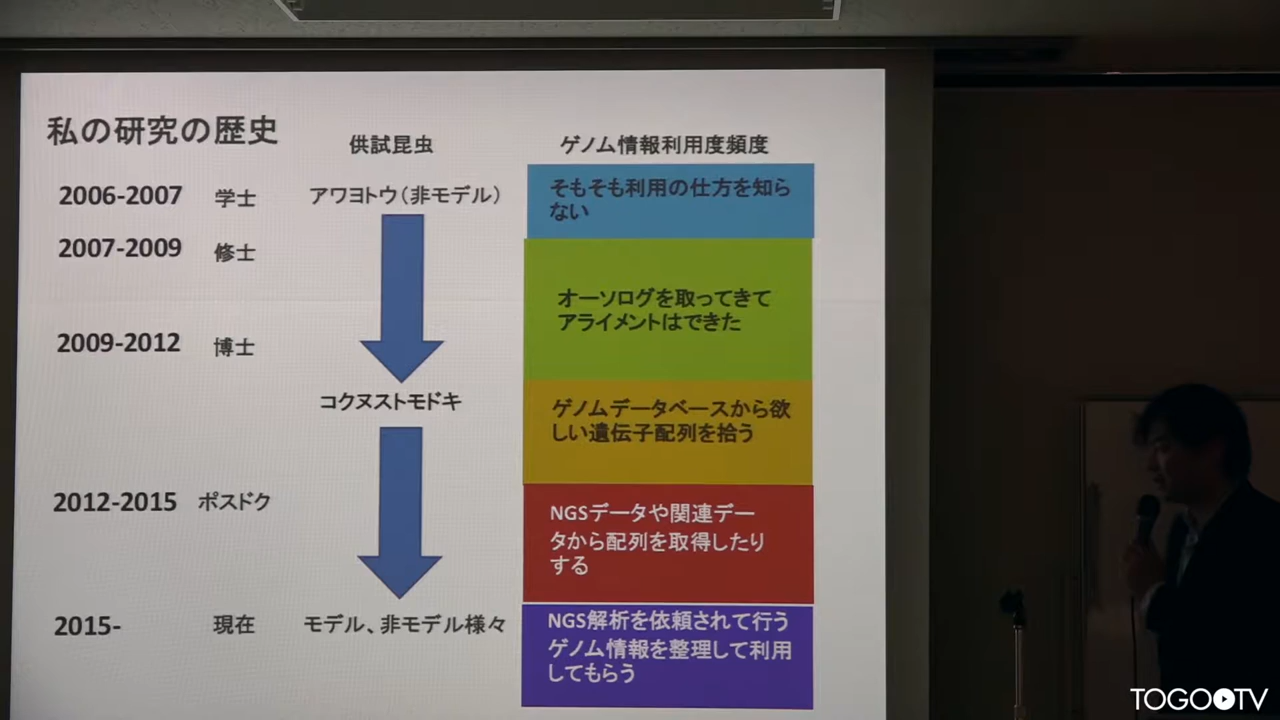 私の研究の歴史
供試昆虫
ゲノム情報利用度頻度
2006-2007 学士 アワヨトウ（非モデル）
そもそも利用の仕方を知ら
ない
2007-2009 修士
オーソログを取ってきて
アライメントはできた
2009-2012 博士
コクヌストモドキ
ゲノムデータベースから欲
しい遺伝子配列を拾う
2012-2015 ポスドク
NGSデータや関連デー
タから配列を取得したり
する
2015- 現在 モデル、非モデル様々
NGS解析を依頼されて行う
ゲノム情報を整理して利用
してもらう
TOGOTV